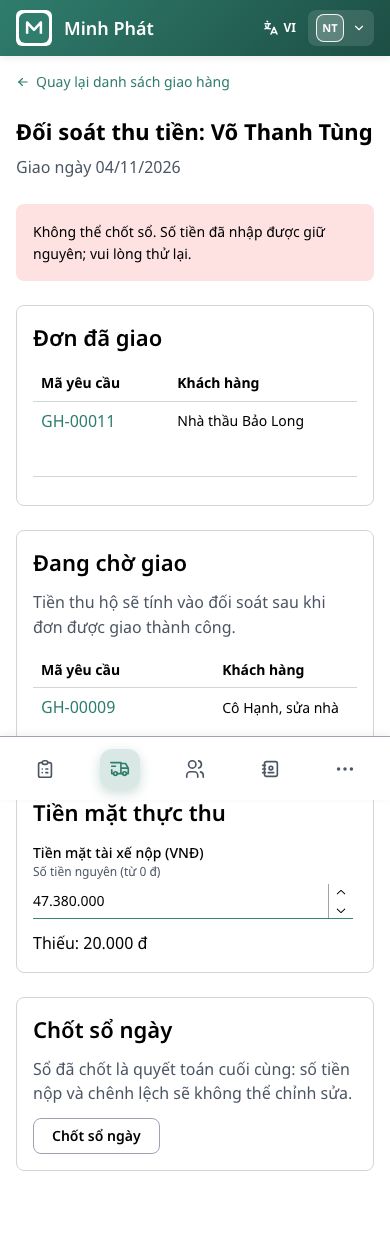 Minh Phát
VI
NT
Quay lại danh sách giao hàng
Đối soát thu tiền: Võ Thanh Tùng
Giao ngày 04/11/2026
Không thể chốt sổ. Số tiền đã nhập được giữ
nguyên; vui lòng thử lại.
Đơn đã giao
Mã yêu cầu Khách hàng
GH-00011 Nhà thầu Bảo Long
Đang chờ giao
Tiền thu hộ sẽ tính vào đối soát sau khi
đơn được giao thành công.
Mã yêu cầu Khách hàng
GH-00009 Cô Hạnh, sửa nhà
Tiền mặt thực thu
Tiền mặt tài xế nộp (VNĐ)
Số tiền nguyên (từ 0 đ)
47.380.000
Thiếu: 20.000 đ
Chốt sổ ngày
Sổ đã chốt là quyết toán cuối cùng: số tiền
nộp và chênh lệch sẽ không thể chỉnh sửa.
Chốt sổ ngày